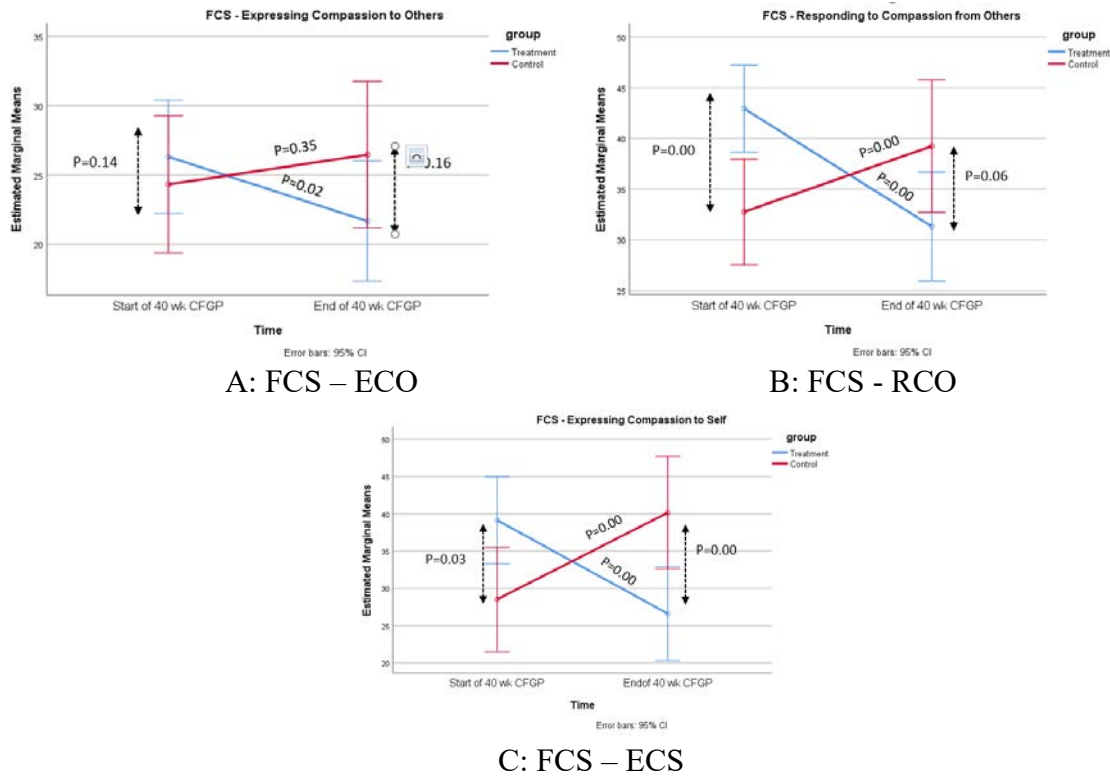 FCS - Expressing Compassion to Others
group
Treatment
Control
Estimated Marginal Means
35
30
25
20
P=0.14
P=0.35
P=0.02
0.16
Start of 40 wk CFGP
End of 40 wk CFGP
Time
Error bars: 95% CI
A: FCS – ECO
FCS - Responding to Compassion from Others
group
Treatment
Control
Estimated Marginal Means
50
45
40
35
30
25
P=0.00
P=0.00
P=0.00
P=0.06
Start of 40 wk CFGP
End of 40 wk CFGP
Time
Error bars: 95% CI
B: FCS - RCO
FCS - Expressing Compassion to Self
group
Treatment
Control
Estimated Marginal Means
50
45
40
35
30
25
20
P=0.03
P=0.00
P=0.00
P=0.00
Start of 40 wk CFGP
Endof 40 wk CFGP
Time
Error bars: 95% CI
C: FCS – ECS